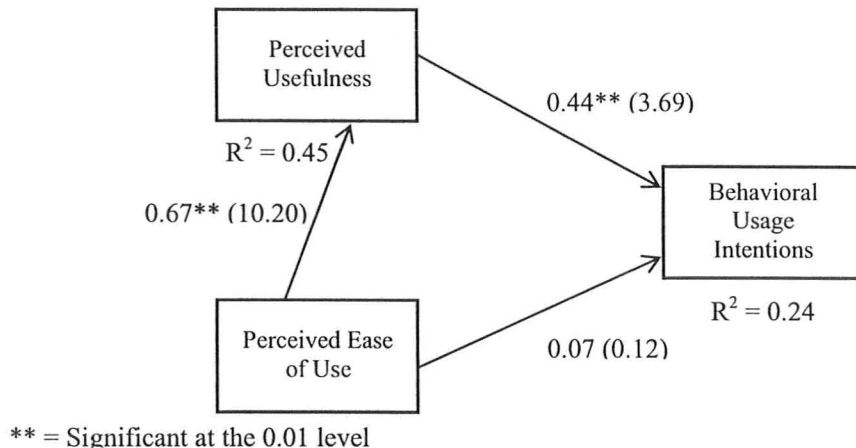 Perceived
Usefulness
0.44** (3.69)
R² = 0.45
Behavioral
Usage
Intentions
0.67** (10.20)
R² = 0.24
Perceived Ease
of Use
0.07 (0.12)
** = Significant at the 0.01 level